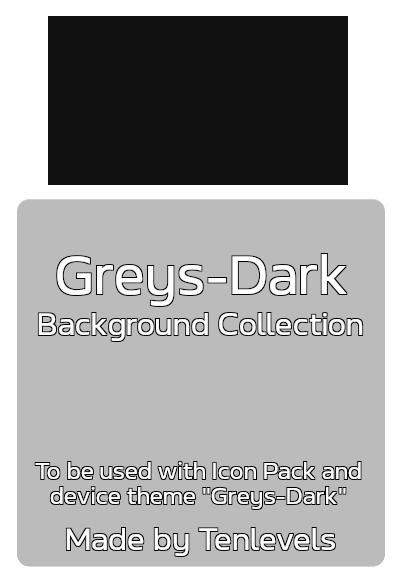 Greys-Dark
Background Collection
To be used with Icon Pack and
device theme "Greys-Dark"
Made by Tenlevels